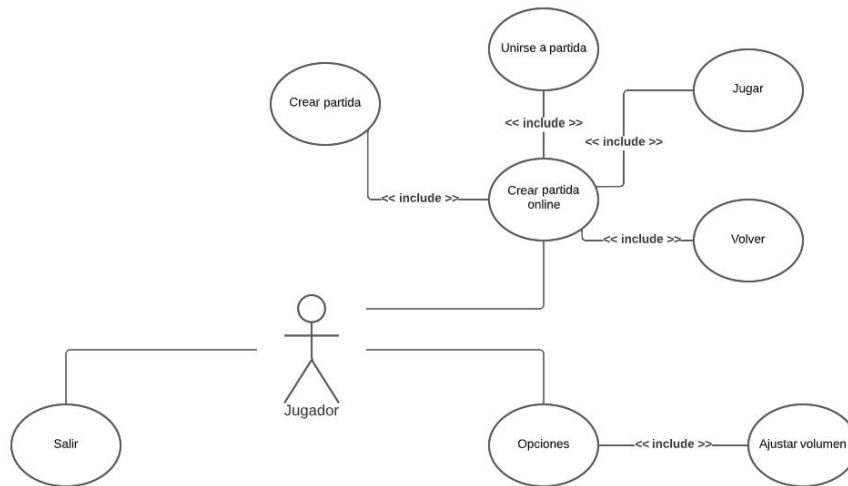 Unirse a partida
Crear partida
Jugar
<< include >>
<< include >>
<< include >>
Crear partida
online
<< include >>
Volver
Jugador
Salir
Opciones
<< include >>
Ajustar volumen